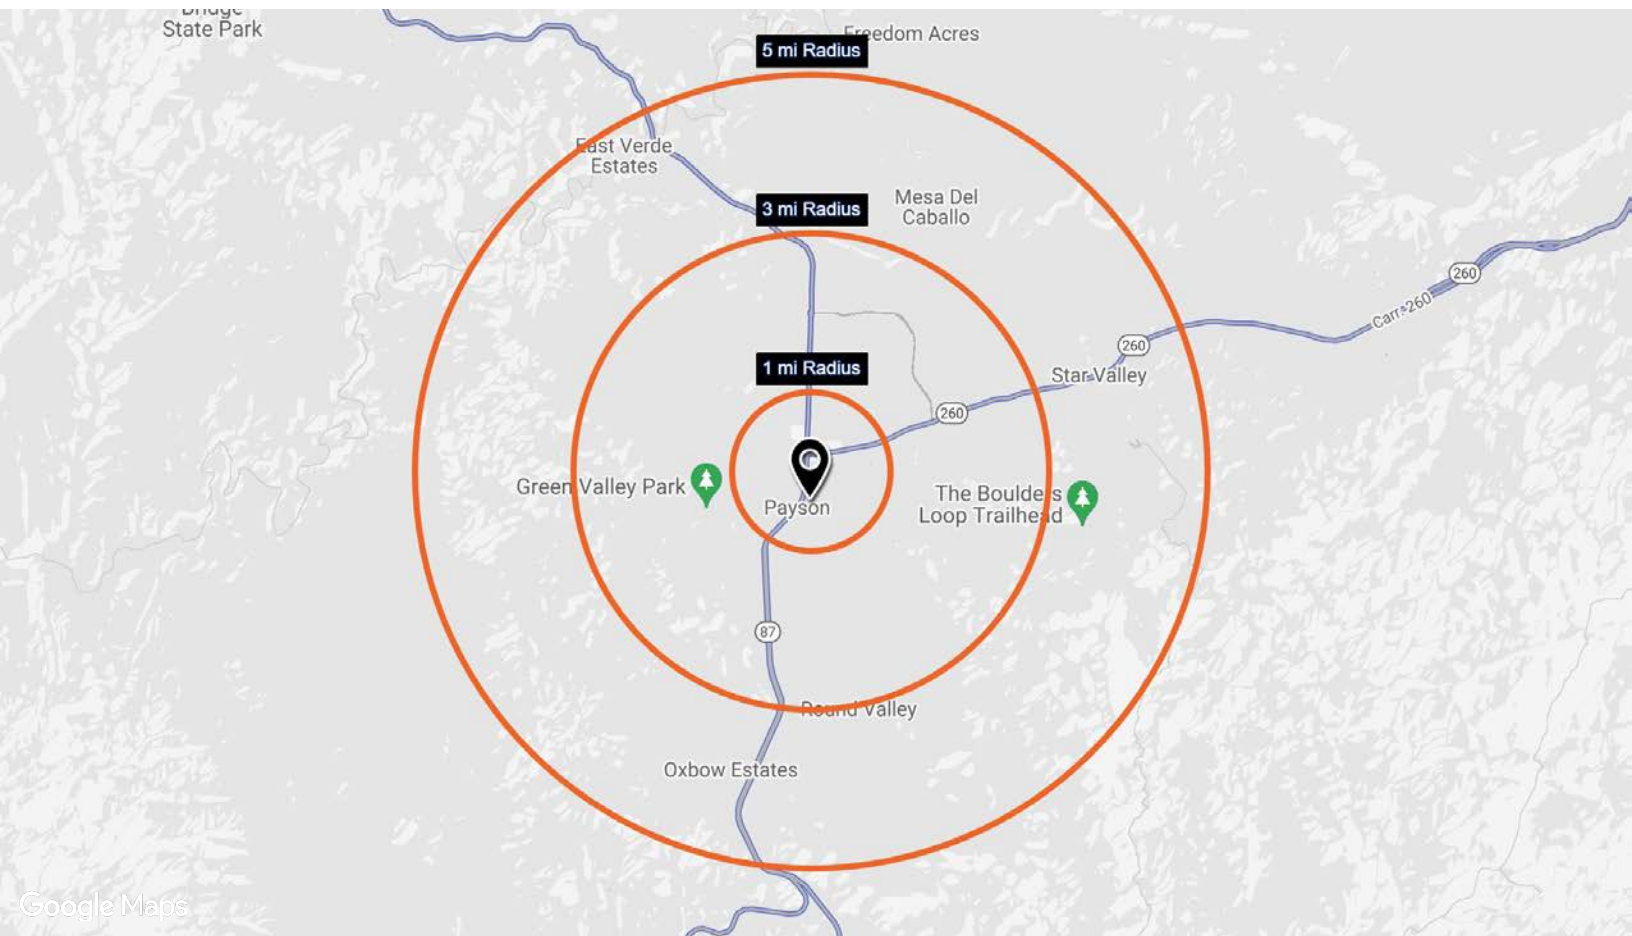 Bridge
State Park
Freedom Acres
5 mi Radius
East Verde
Estates
3 mi Radius
Mesa Del
Caballo
260
Carr. 260
260
1 mi Radius
Star Valley
260
Green Valley Park
The Boulders
Loop Trailhead
Payson
87
Round Valley
Oxbow Estates
Google Maps